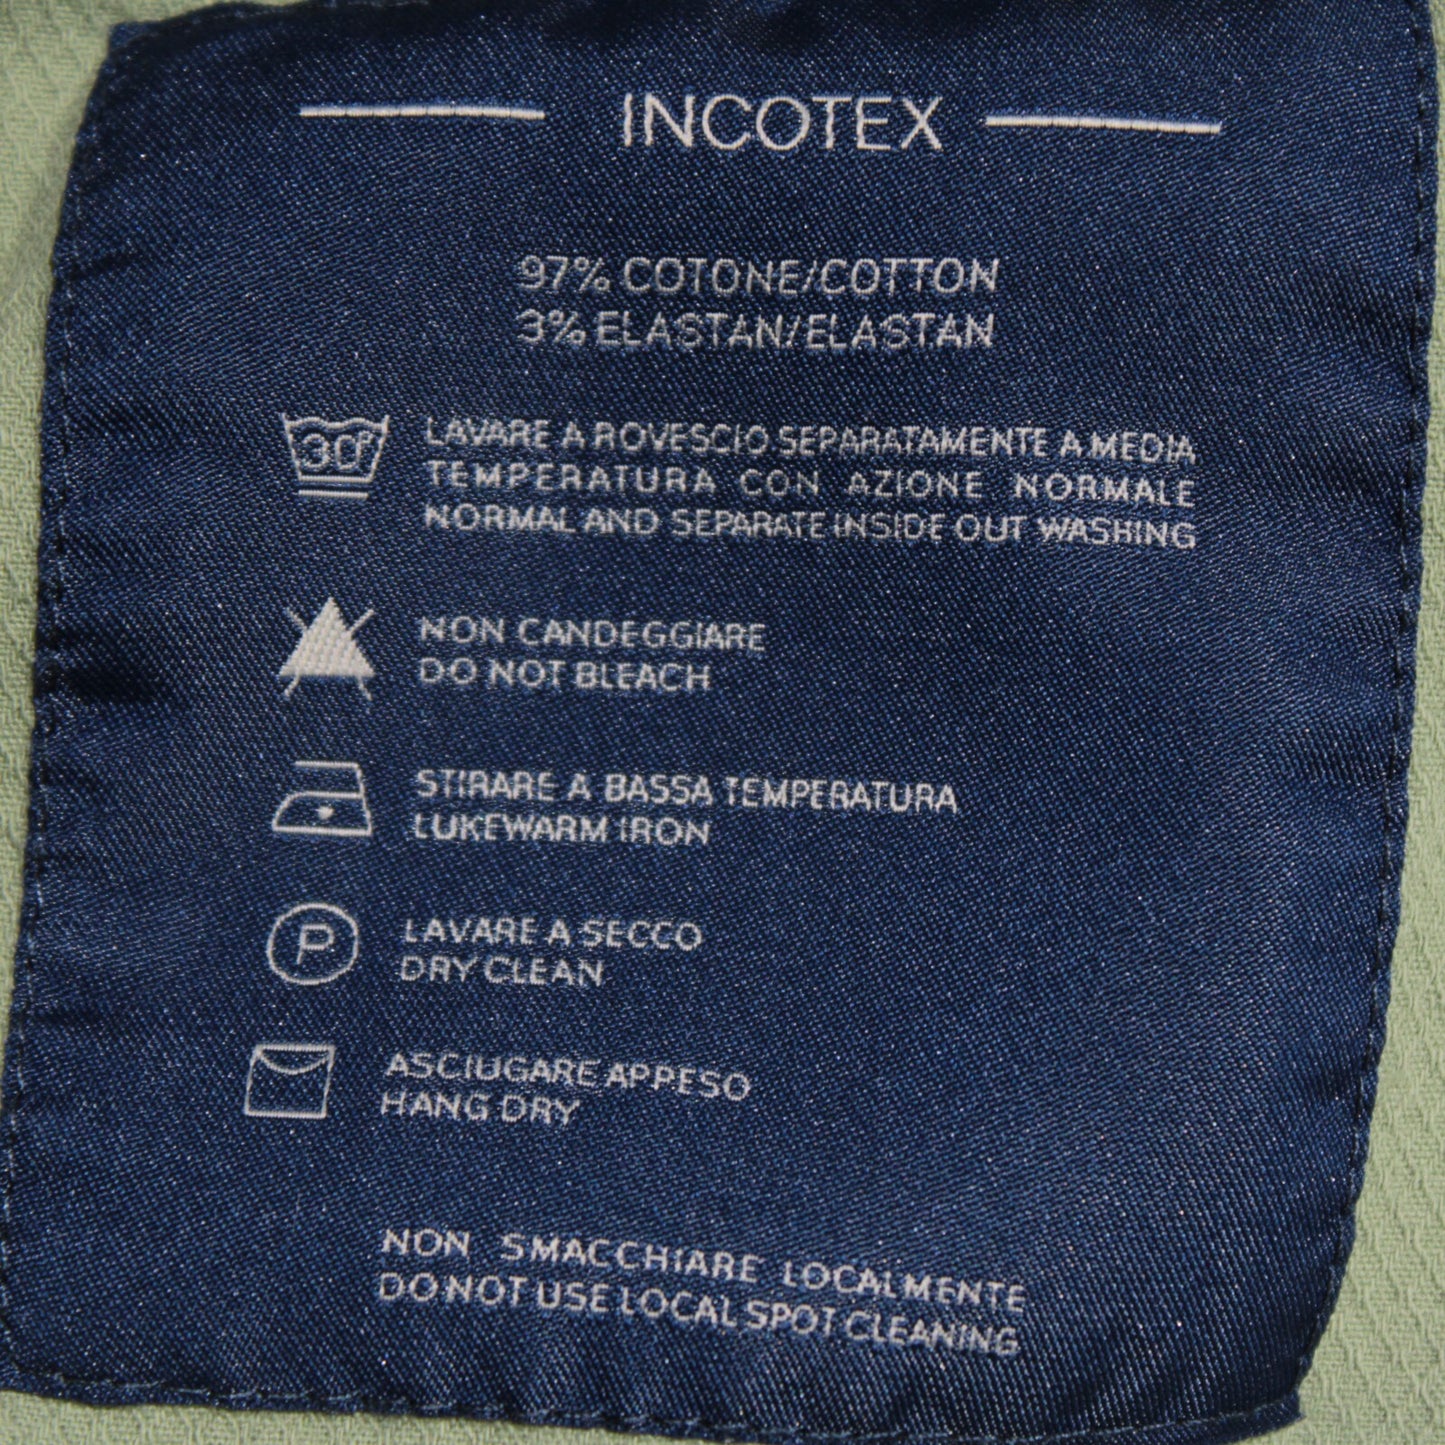 INCOTEX
97% COTONE/COTTON
3% ELASTAN/ELASTAN
30° LAVARE A ROVESCIO SEPARATAMENTE A MEDIA
TEMPERATURA CON AZIONE NORMALE
NORMAL AND SEPARATE INSIDE OUT WASHING
NON CANDEGGIARE
DO NOT BLEACH
STIRARE A BASSA TEMPERATURA
LUKEWARM IRON
P LAVARE A SECCO
DRY CLEAN
ASCIUGARE APPESO
HANG DRY
NON SMACCHIARE LOCALMENTE
DO NOT USE LOCAL SPOT CLEANING